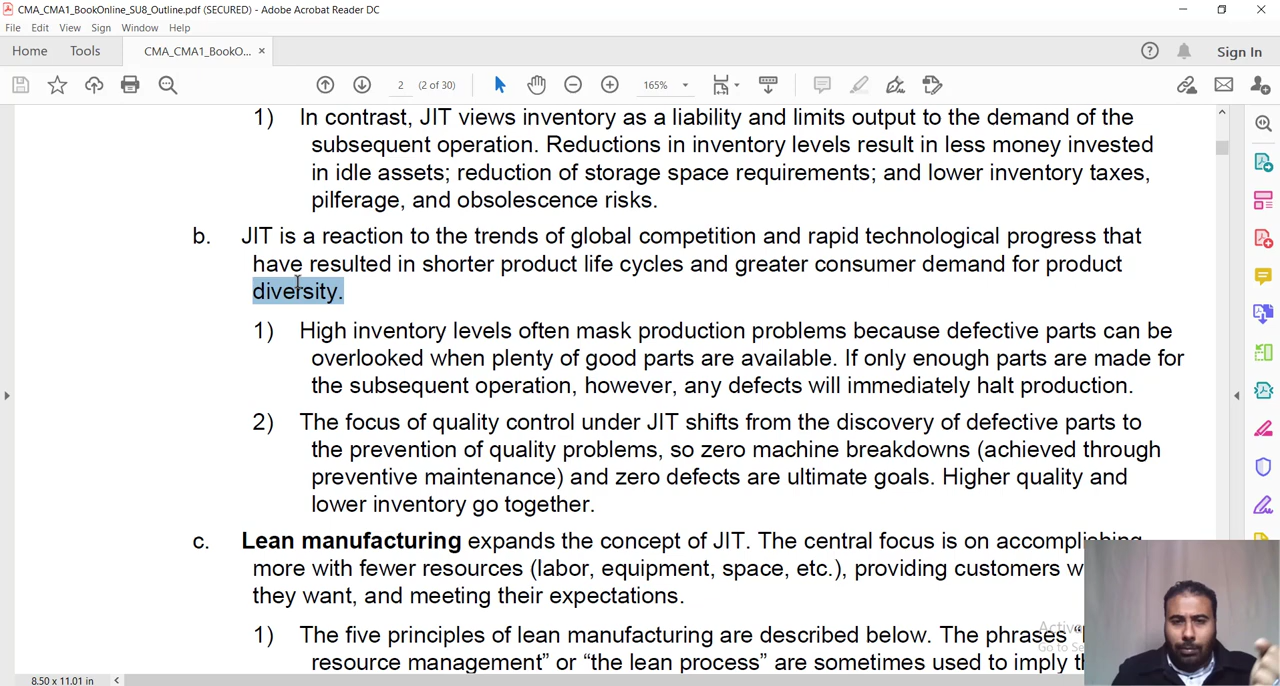 CMA_CMA1_BookOnline_SU8_Outline.pdf (SECURED) - Adobe Acrobat Reader DC
File Edit View Sign Window Help
Home Tools CMA_CMA1_BookO... × Sign In
2 (2 of 30) 165%
1) In contrast, JIT views inventory as a liability and limits output to the demand of the
subsequent operation. Reductions in inventory levels result in less money invested
in idle assets; reduction of storage space requirements; and lower inventory taxes,
pilferage, and obsolescence risks.
b. JIT is a reaction to the trends of global competition and rapid technological progress that
have resulted in shorter product life cycles and greater consumer demand for product
diversity.
1) High inventory levels often mask production problems because defective parts can be
overlooked when plenty of good parts are available. If only enough parts are made for
the subsequent operation, however, any defects will immediately halt production.
2) The focus of quality control under JIT shifts from the discovery of defective parts to
the prevention of quality problems, so zero machine breakdowns (achieved through
preventive maintenance) and zero defects are ultimate goals. Higher quality and
lower inventory go together.
c. Lean manufacturing expands the concept of JIT. The central focus is on accomplishing
more with fewer resources (labor, equipment, space, etc.), providing customers
they want, and meeting their expectations.
1) The five principles of lean manufacturing are described below. The phrases
resource management” or “the lean process” are sometimes used to imply
Go to
8.50 x 11.01 in